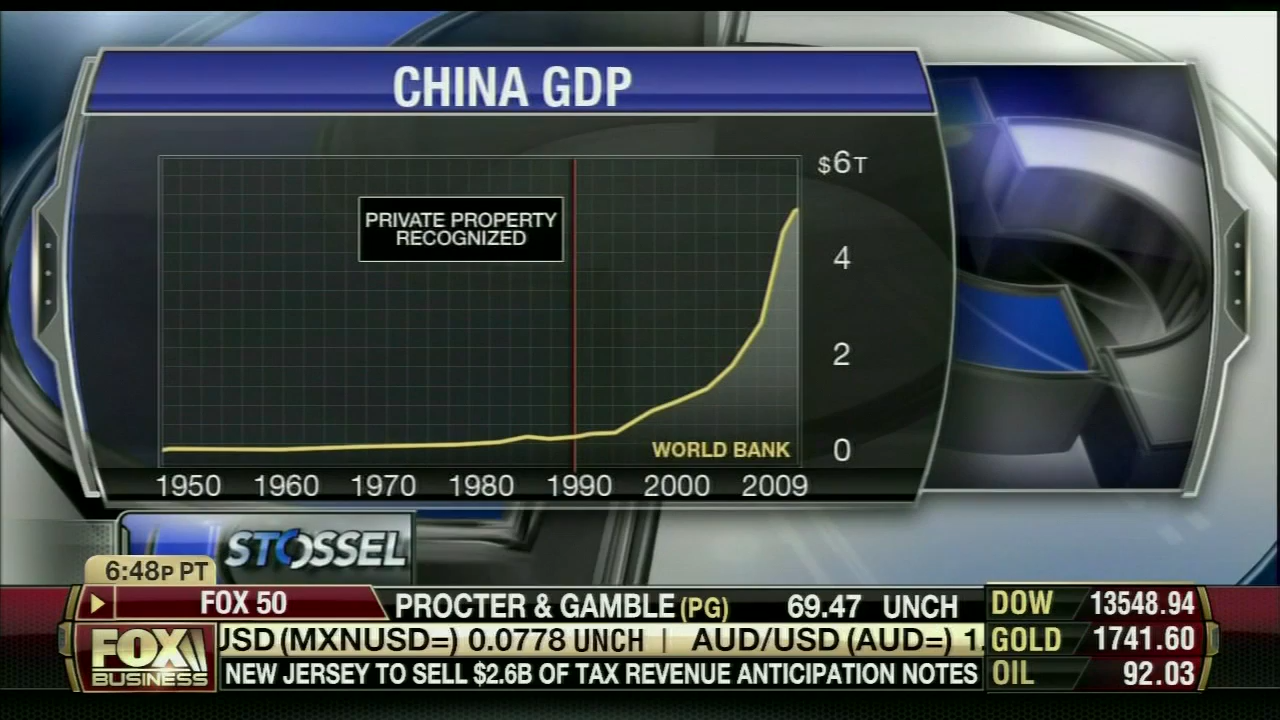 CHINA GDP
$6T
PRIVATE PROPERTY
RECOGNIZED
4
2
WORLD BANK
0
1950 1960 1970 1980 1990 2000 2009
STOSSEL
6:48P PT
FOX 50
PROCTER & GAMBLE (PG) 69.47 UNCH
DOW 13548.94
FOX
BUSINESS
JSD (MXNUSD=) 0.0778 UNCH | AUD/USD (AUD=) 1.
GOLD 1741.60
NEW JERSEY TO SELL $2.6B OF TAX REVENUE ANTICIPATION NOTES
OIL 92.03